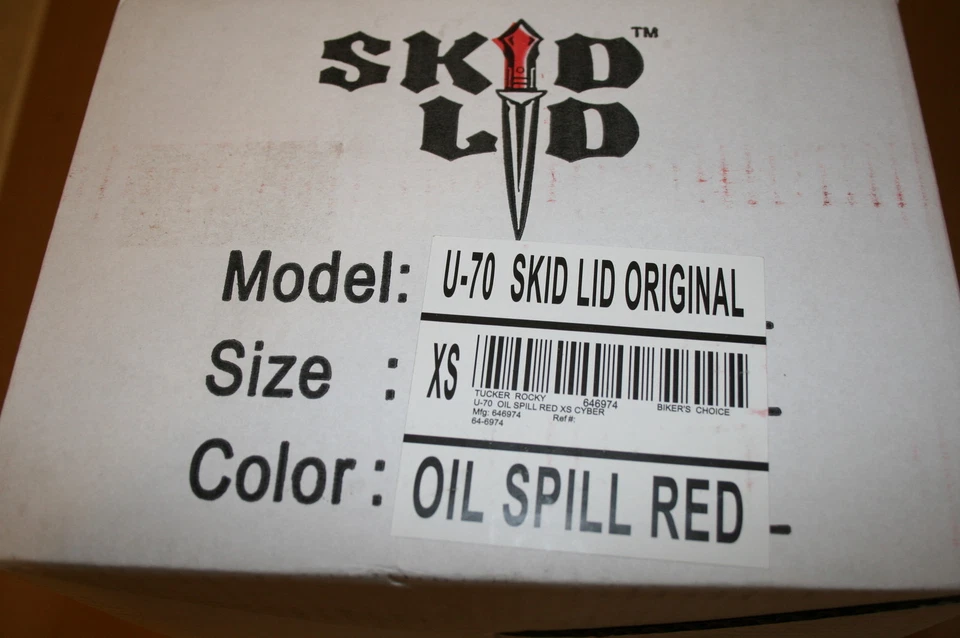 SKID™
LID
Model: U-70 SKID LID ORIGINAL
Size : XS
TUCKER ROCKY 646974 BIKER'S CHOICE
U-70 OIL SPILL RED XS CYBER
Mfg: 646974 Ref #:
64-6974
Color: OIL SPILL RED